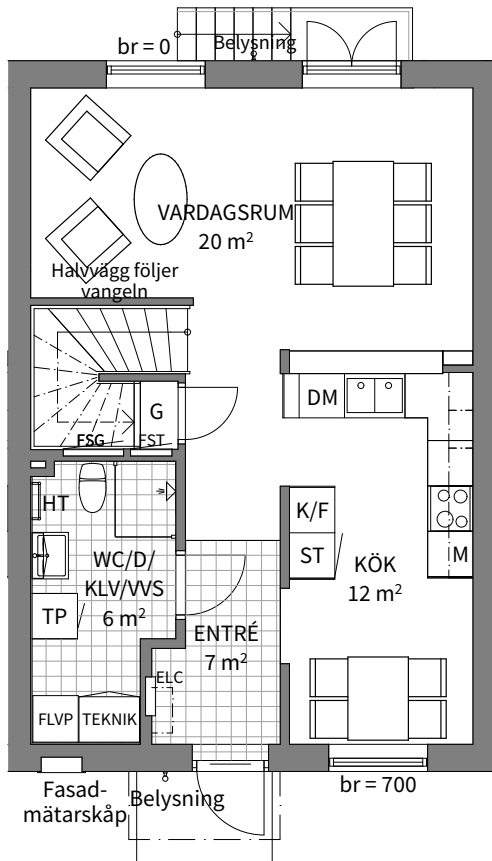 br = 0
Belysning
VARDAGSRUM
20 m²
Halvvägg följer
vangeln
G
DM
FSG
FST
HT
K/F
ST
M
WC/D/
KLV/VVS
6 m²
KÖK
12 m²
TP
ENTRÉ
7 m²
ELC
FLVP
TEKNIK
Fasad-
mätarskåp
Belysning
br = 700